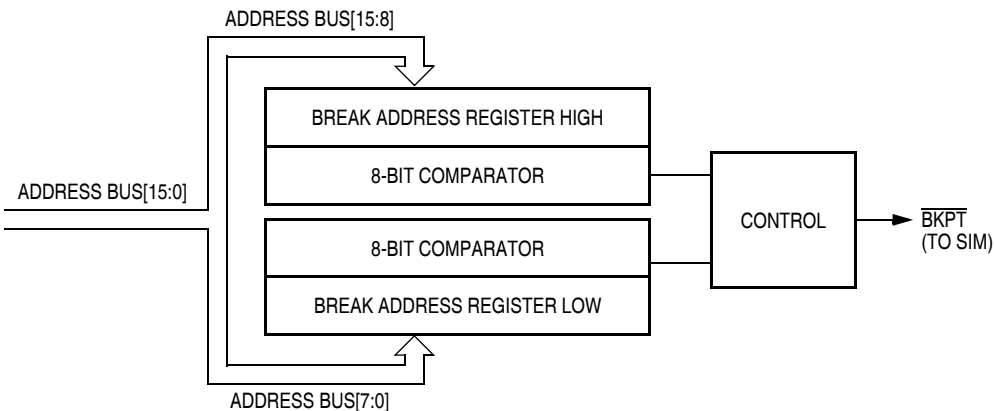 ADDRESS BUS[15:8]
BREAK ADDRESS REGISTER HIGH
8-BIT COMPARATOR
ADDRESS BUS[15:0]
CONTROL
BKPT
(TO SIM)
8-BIT COMPARATOR
BREAK ADDRESS REGISTER LOW
ADDRESS BUS[7:0]